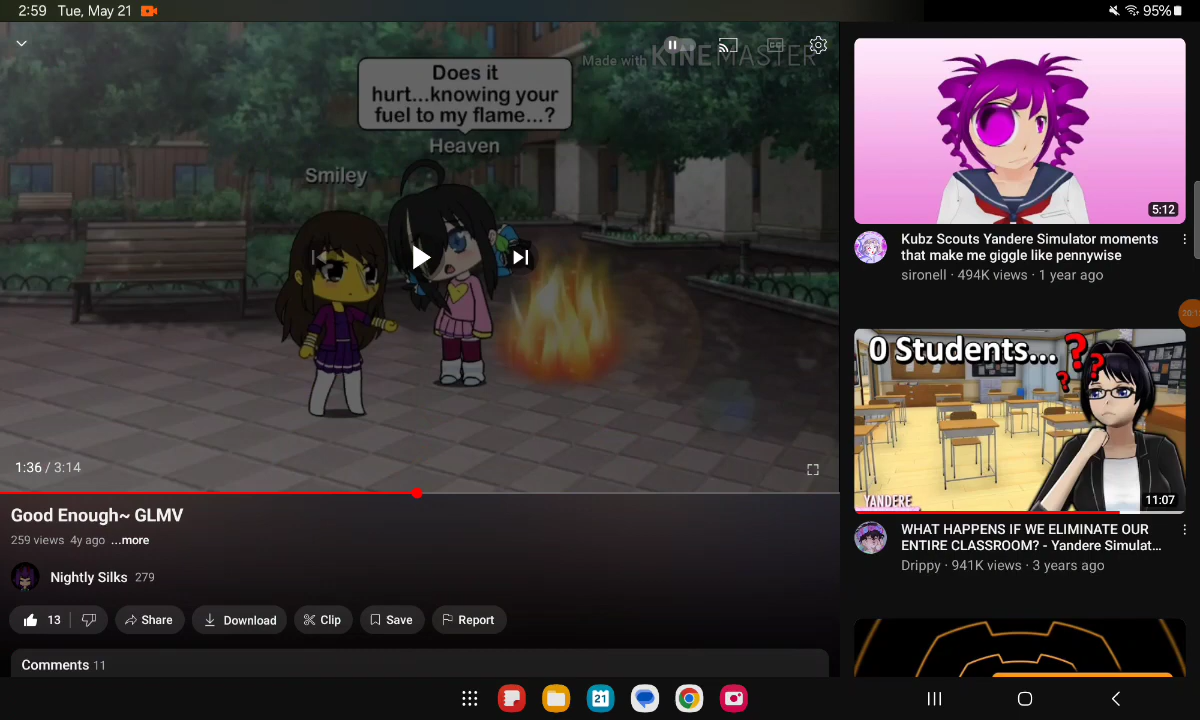 2:59 Tue, May 21
95%
Made with KINEMASTER
Does it
hurt...knowing your
fuel to my flame...?
Heaven
Smiley
1:36 / 3:14
Good Enough~ GLMV
259 views 4y ago ...more
Nightly Silks 279
13
Share
Download
Clip
Save
Report
Comments 11
5:12
Kubz Scouts Yandere Simulator moments
that make me giggle like pennywise
sironell · 494K views · 1 year ago
0 Students...
???
YANDERE
11:07
WHAT HAPPENS IF WE ELIMINATE OUR
ENTIRE CLASSROOM? - Yandere Simulat...
Drippy · 941K views · 3 years ago
21